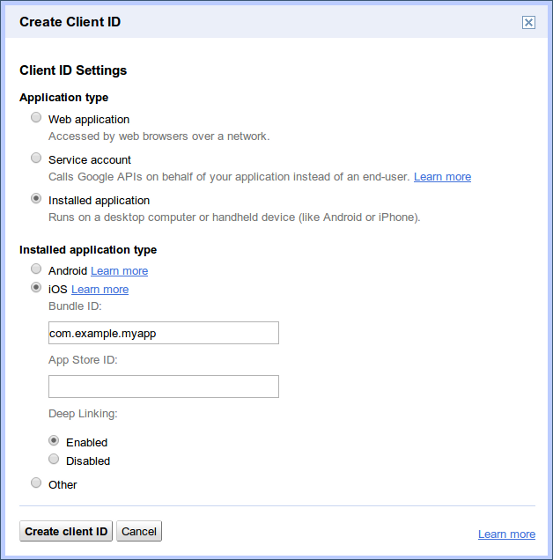 Create Client ID
Client ID Settings
Application type
Web application
Accessed by web browsers over a network.
Service account
Calls Google APIs on behalf of your application instead of an end-user. Learn more
Installed application
Runs on a desktop computer or handheld device (like Android or iPhone).
Installed application type
Android Learn more
iOS Learn more
Bundle ID:
com.example.myapp
App Store ID:
Deep Linking:
Enabled
Disabled
Other
Create client ID Cancel Learn more